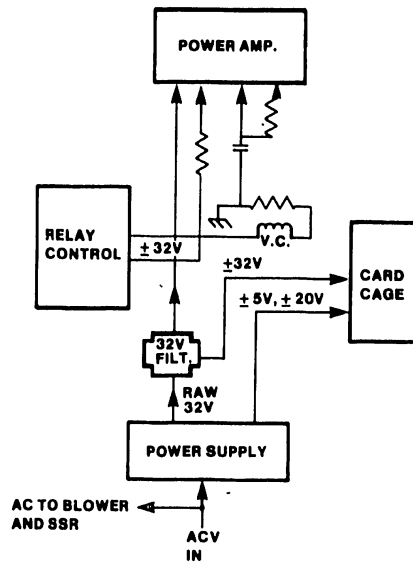 POWER AMP.
RELAY
CONTROL
±32V
V.C.
±32V
CARD
CAGE
±5V, ±20V
32V
FILT.
RAW
32V
POWER SUPPLY
AC TO BLOWER
AND SSR
ACV
IN